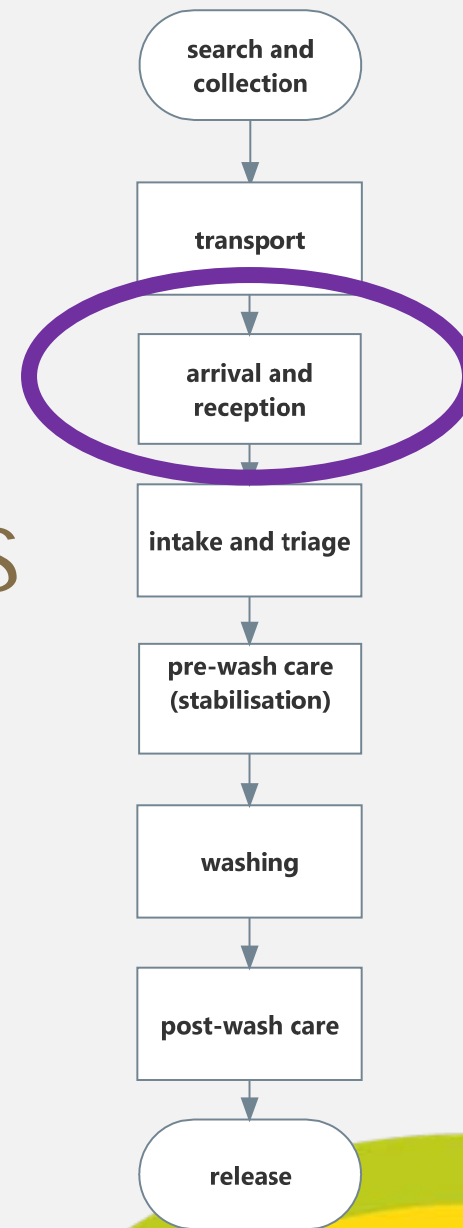 search and
collection
transport
arrival and
reception
s
intake and triage
pre-wash care
(stabilisation)
washing
post-wash care
release